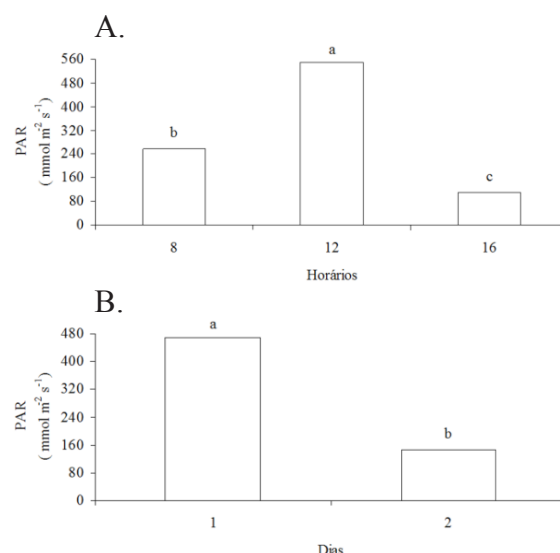 A.
PAR
( mmol m⁻² s⁻¹)
560
480
400
320
240
160
80
0
b
a
c
8 12 16
Horários
B.
PAR
( mmol m⁻² s⁻¹)
480
400
320
240
160
80
0
a
b
1 2
Dias